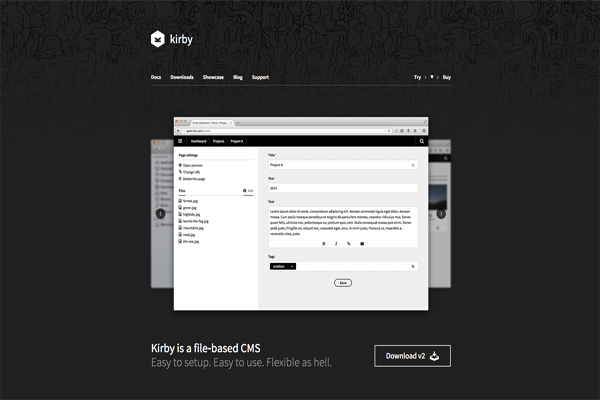 kirby
Docs Downloads Showcase Blog Support Try Buy
Dashboard Projects Project A
Page settings
Open preview
Change URL
Delete this page
Files Add
forrest.jpg
green.jpg
highlinks.jpg
kermit-the-frog.jpg
mountains.jpg
road.jpg
the-sea.jpg
Title *
Project A
Year
2014
Text
Lorem ipsum dolor sit amet, consectetuer adipiscing elit. Aenean commodo ligula eget dolor. Aenean
massa. Cum sociis natoque penatibus et magnis dis parturient montes, nascetur ridiculus mus. Donec
quam felis, ultricies nec, pellentesque eu, pretium quis, sem. Nulla consequat massa quis enim. Donec
pede justo, fringilla vel, aliquet nec, vulputate eget, arcu. In enim justo, rhoncus ut, imperdiet a,
venenatis vitae, justo.
B I
Tags
outdoor
Save
Kirby is a file-based CMS
Easy to setup. Easy to use. Flexible as hell.
Download v2